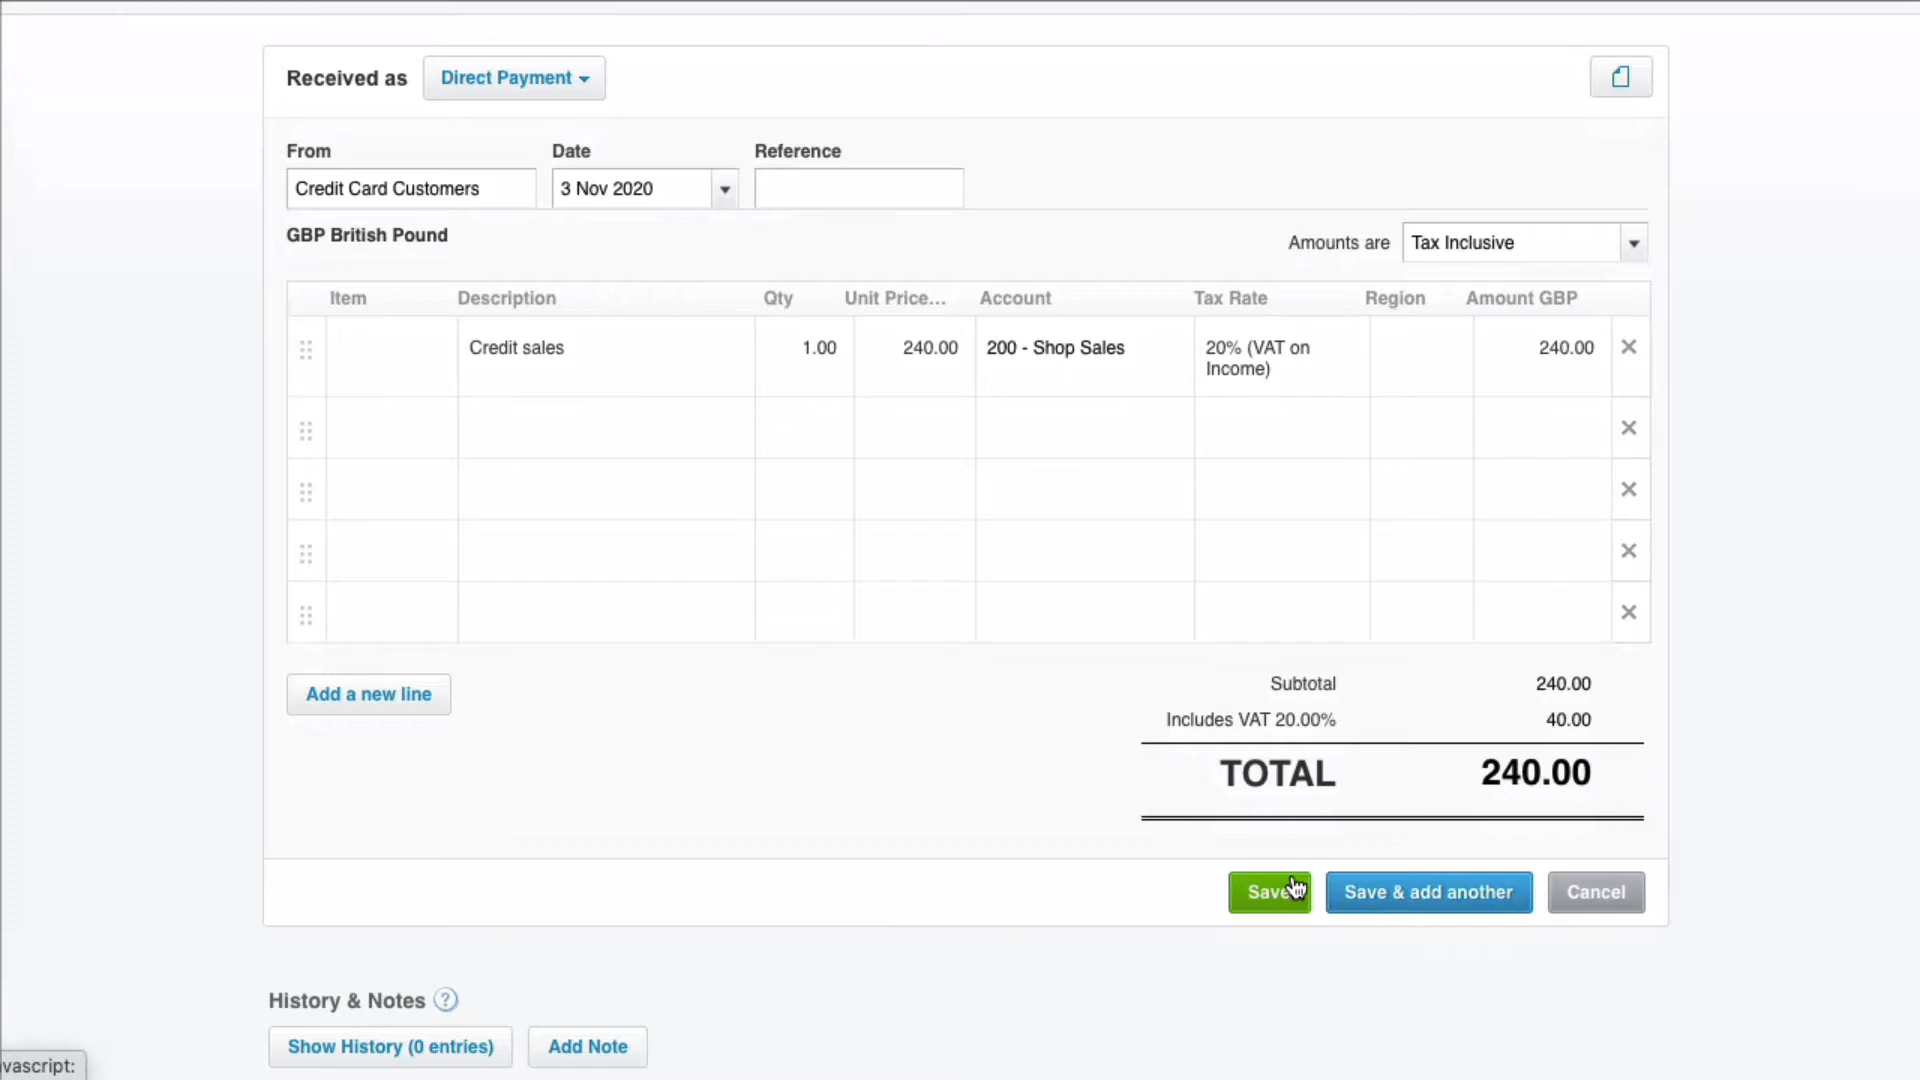 Received as Direct Payment
From Date Reference
Credit Card Customers 3 Nov 2020
GBP British Pound
Amounts are Tax Inclusive
Item Description Qty Unit Price... Account Tax Rate Region Amount GBP
Credit sales 1.00 240.00 200 - Shop Sales 20% (VAT on 240.00
Income)
Add a new line
Subtotal 240.00
Includes VAT 20.00% 40.00
TOTAL 240.00
Save Save & add another Cancel
History & Notes ?
Show History (0 entries) Add Note
vascript: